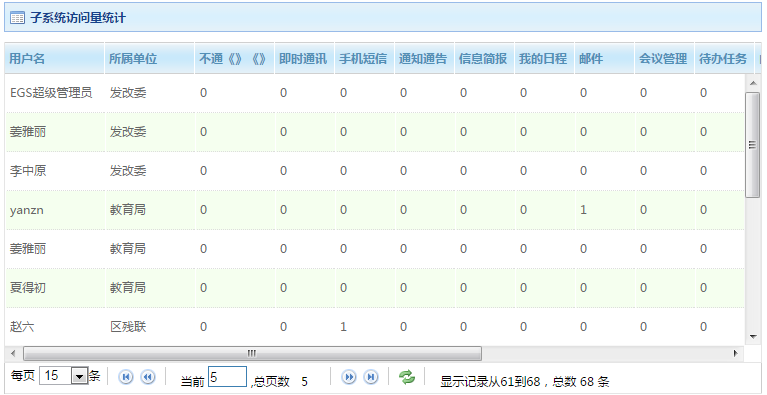 子系统访问量统计
用户名 所属单位 不通《》《》 即时通讯 手机短信 通知通告 信息简报 我的日程 邮件 会议管理 待办任务
EGS超级管理员 发改委 0 0 0 0 0 0 0 0 0
姜雅丽 发改委 0 0 0 0 0 0 0 0 0
李中原 发改委 0 0 0 0 0 0 0 0 0
yanzn 教育局 0 0 0 0 0 0 1 0 0
姜雅丽 教育局 0 0 0 0 0 0 0 0 0
夏得初 教育局 0 0 0 0 0 0 0 0 0
赵六 区残联 0 0 1 0 0 0 0 0 0
每页 15 条 当前 5 ,总页数 5 显示记录从61到68，总数 68 条